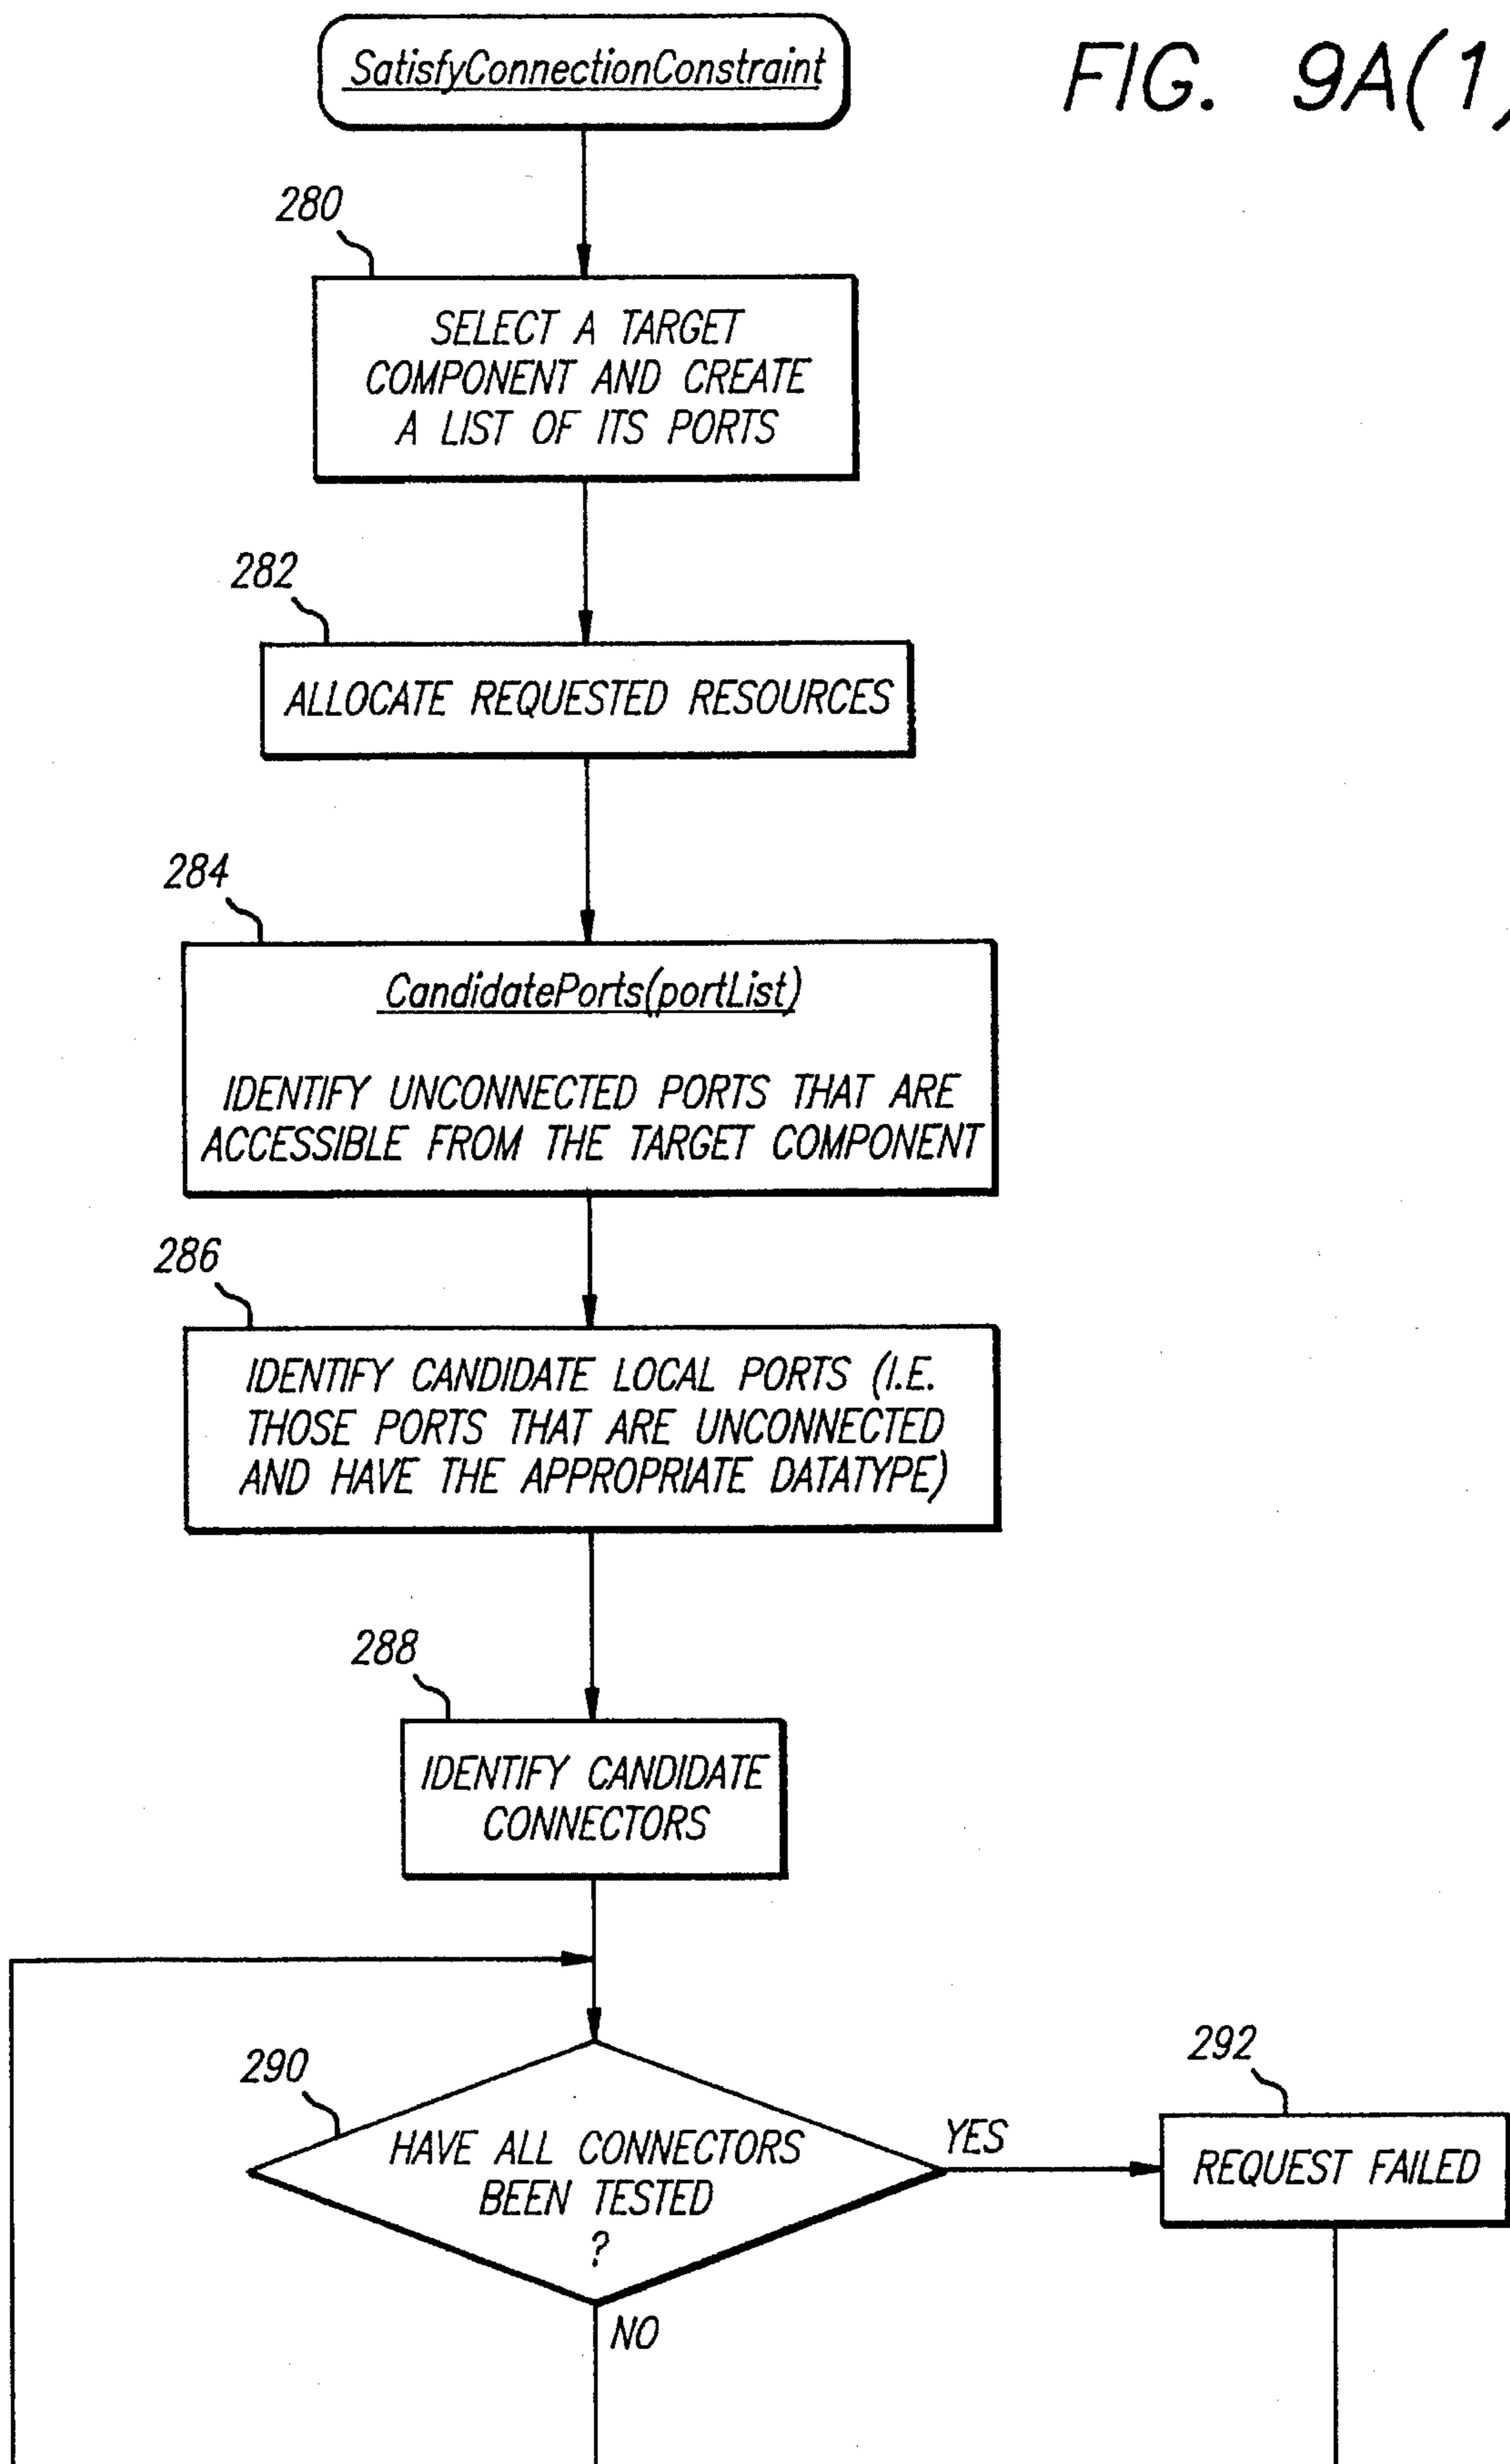 FIG. 9A(1)
SatisfyConnectionConstraint
280
SELECT A TARGET
COMPONENT AND CREATE
A LIST OF ITS PORTS
282
ALLOCATE REQUESTED RESOURCES
284
CandidatePorts(portList)
IDENTIFY UNCONNECTED PORTS THAT ARE
ACCESSIBLE FROM THE TARGET COMPONENT
286
IDENTIFY CANDIDATE LOCAL PORTS (I.E.
THOSE PORTS THAT ARE UNCONNECTED
AND HAVE THE APPROPRIATE DATATYPE)
288
IDENTIFY CANDIDATE
CONNECTORS
290
HAVE ALL CONNECTORS
BEEN TESTED
?
YES
292
REQUEST FAILED
NO